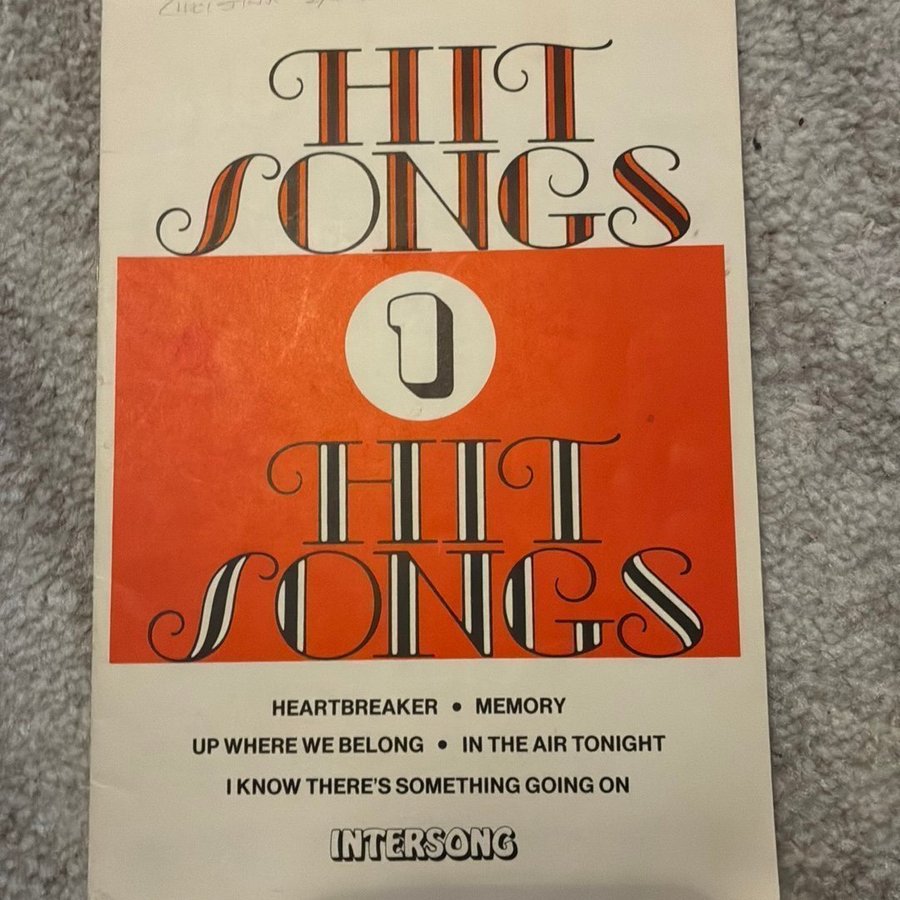 HIT
SONGS
1
HIT
SONGS
HEARTBREAKER • MEMORY
UP WHERE WE BELONG • IN THE AIR TONIGHT
I KNOW THERE'S SOMETHING GOING ON
INTERSONG